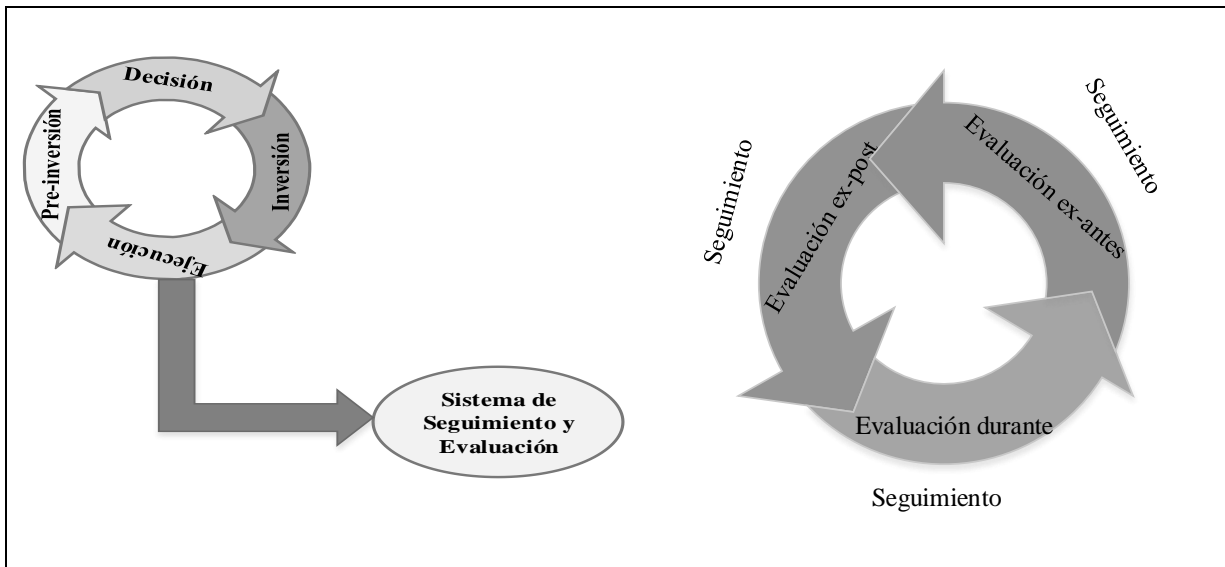 Decisión
Pre-inversión
Inversión
Ejecución
Sistema de
Seguimiento y
Evaluación
Seguimiento
Seguimiento
Evaluación ex-post
Evaluación ex-antes
Evaluación durante
Seguimiento